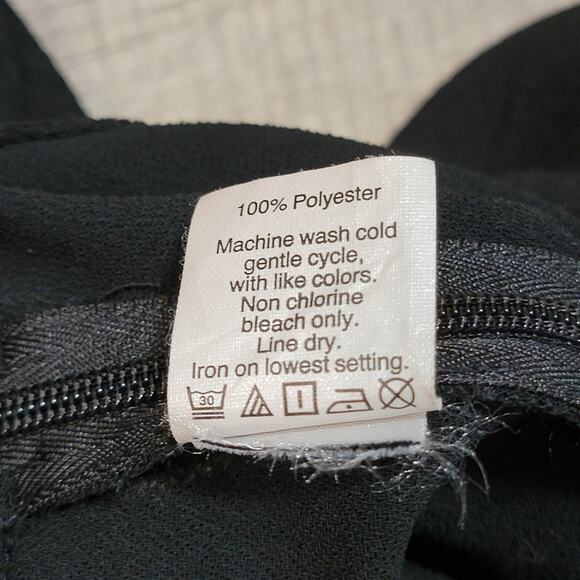 100% Polyester
Machine wash cold
gentle cycle,
with like colors.
Non chlorine
bleach only.
Line dry.
Iron on lowest setting.
30